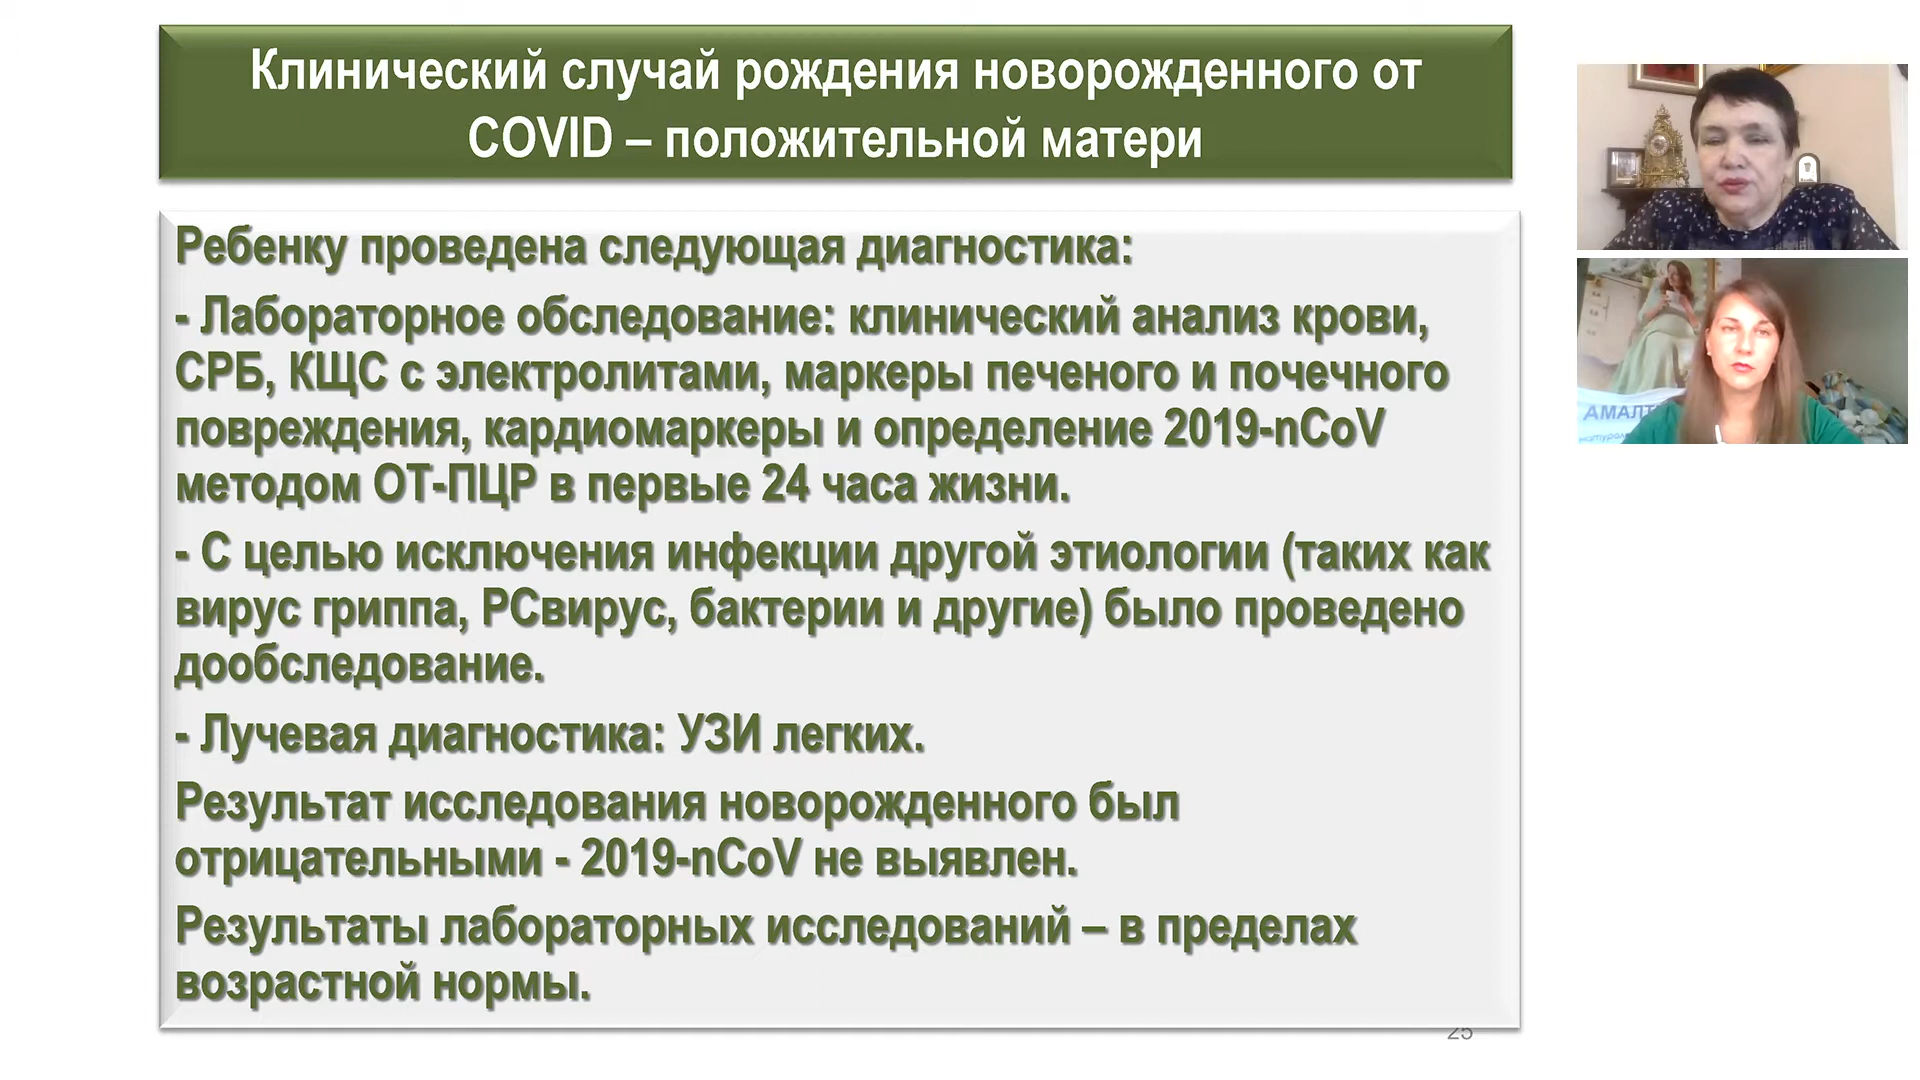 Клинический случай рождения новорожденного от
COVID – положительной матери
Ребенку проведена следующая диагностика:
- Лабораторное обследование: клинический анализ крови,
СРБ, КЩС с электролитами, маркеры печеного и почечного
повреждения, кардиомаркеры и определение 2019-nCoV
методом ОТ-ПЦР в первые 24 часа жизни.
- С целью исключения инфекции другой этиологии (таких как
вирус гриппа, РСвирус, бактерии и другие) было проведено
дообследование.
- Лучевая диагностика: УЗИ легких.
Результат исследования новорожденного был
отрицательными - 2019-nCoV не выявлен.
Результаты лабораторных исследований – в пределах
возрастной нормы.
25